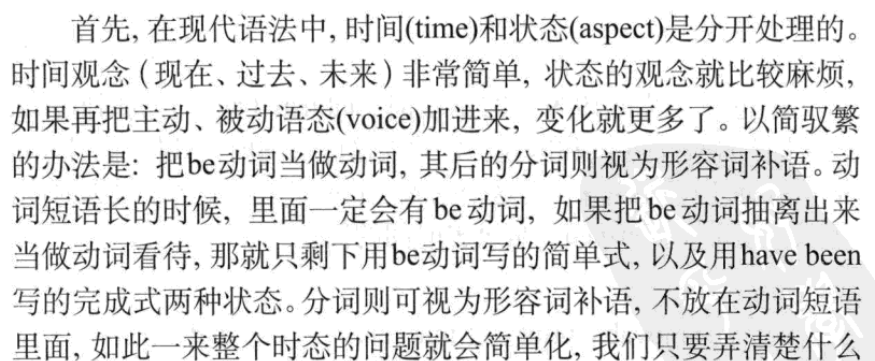 首先, 在现代语法中, 时间(time)和状态(aspect)是分开处理的。
时间观念（现在、过去、未来）非常简单, 状态的观念就比较麻烦,
如果再把主动、被动语态(voice)加进来, 变化就更多了。以简驭繁
的办法是: 把be动词当做动词, 其后的分词则视为形容词补语。动
词短语长的时候, 里面一定会有be动词, 如果把be动词抽离出来
当做动词看待, 那就只剩下用be动词写的简单式, 以及用have been
写的完成式两种状态。分词则可视为形容词补语, 不放在动词短语
里面, 如此一来整个时态的问题就会简单化, 我们只要弄清楚什么